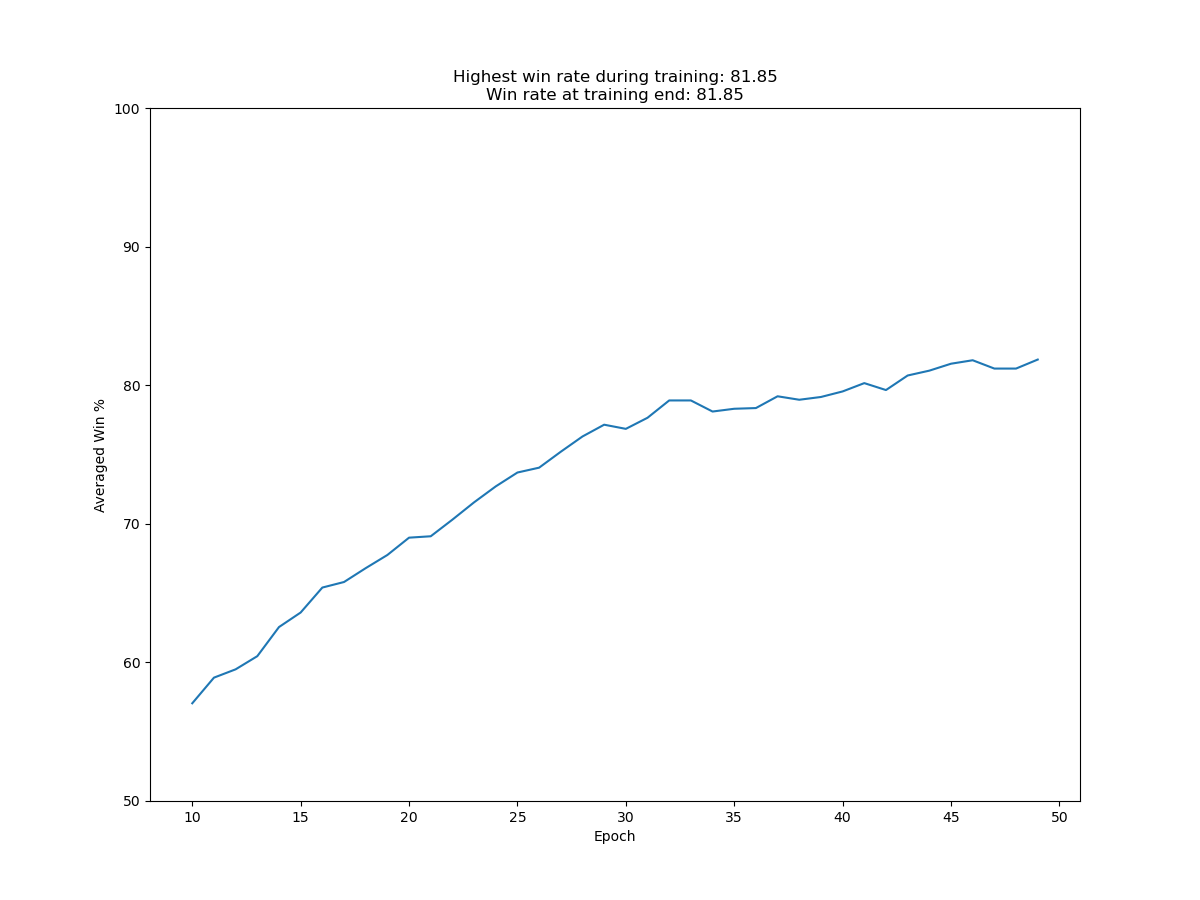 Highest win rate during training: 81.85
Win rate at training end: 81.85
100
90
80
70
60
50
Averaged Win %
10 15 20 25 30 35 40 45 50
Epoch